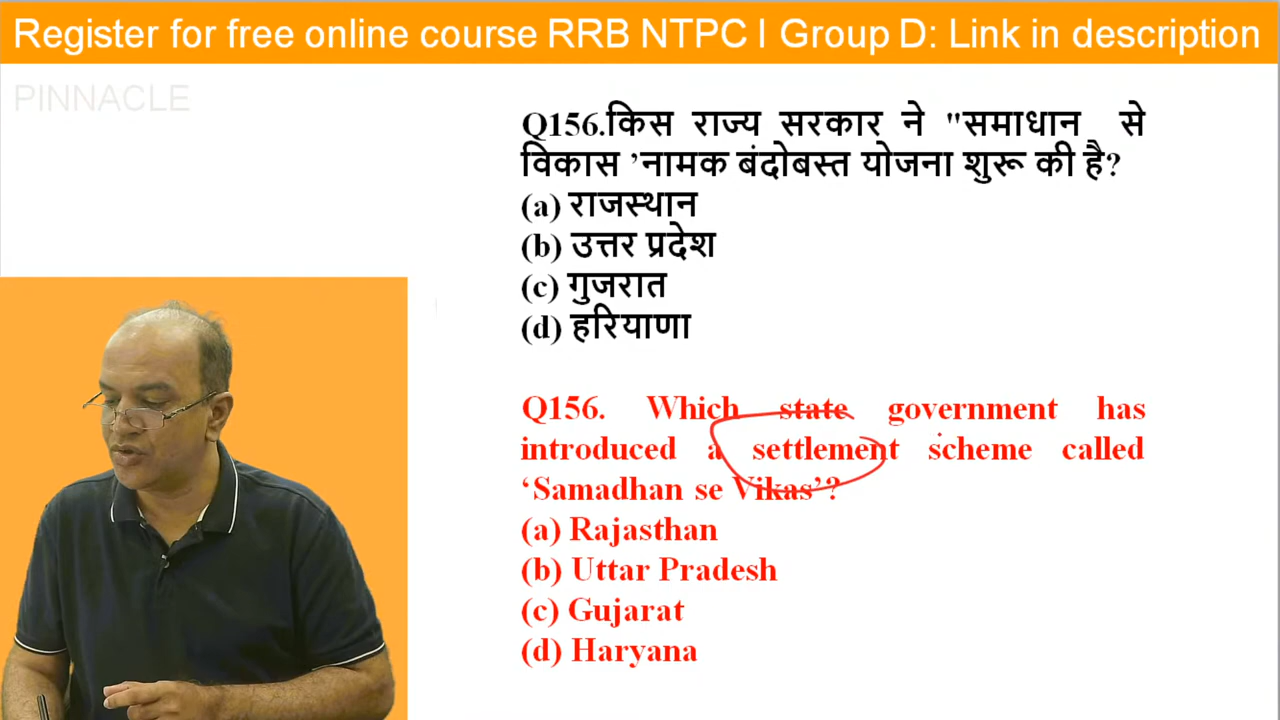 Register for free online course RRB NTPC I Group D: Link in description
PINNACLE
Q156.किस राज्य सरकार ने "समाधान से
विकास ’नामक बंदोबस्त योजना शुरू की है?
(a) राजस्थान
(b) उत्तर प्रदेश
(c) गुजरात
(d) हरियाणा
Q156. Which state government has
introduced a settlement scheme called
‘Samadhan se Vikas’?
(a) Rajasthan
(b) Uttar Pradesh
(c) Gujarat
(d) Haryana